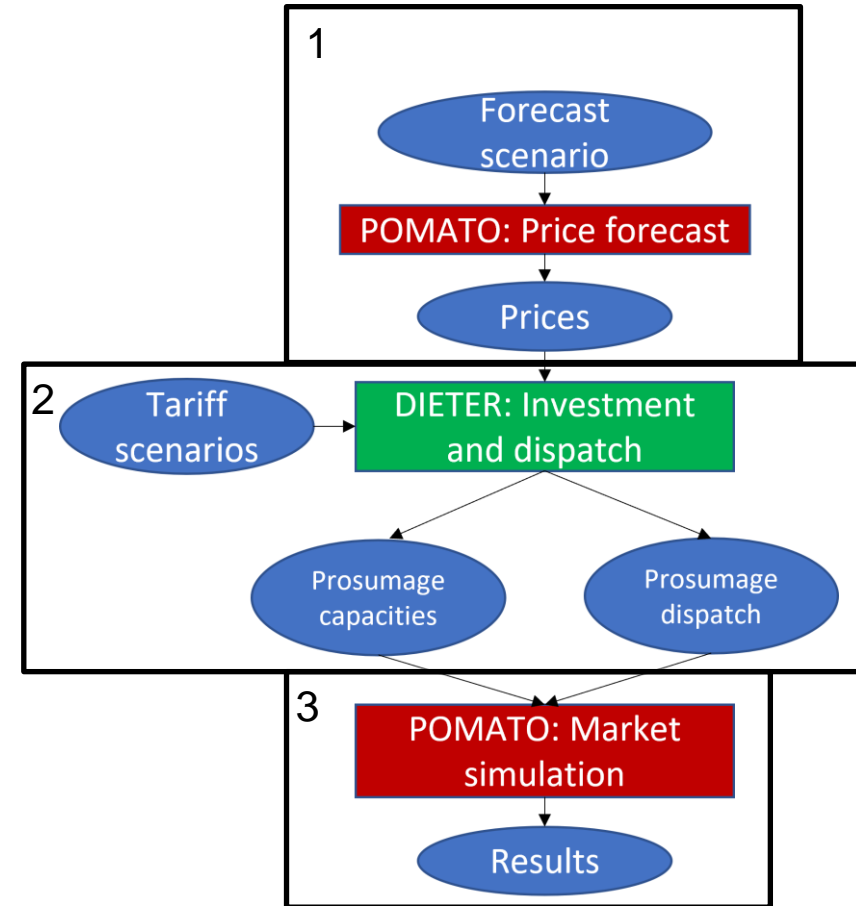 1
Forecast
scenario
POMATO: Price forecast
Prices
2
Tariff
scenarios
DIETER: Investment
and dispatch
Prosumage
capacities
Prosumage
dispatch
3
POMATO: Market
simulation
Results